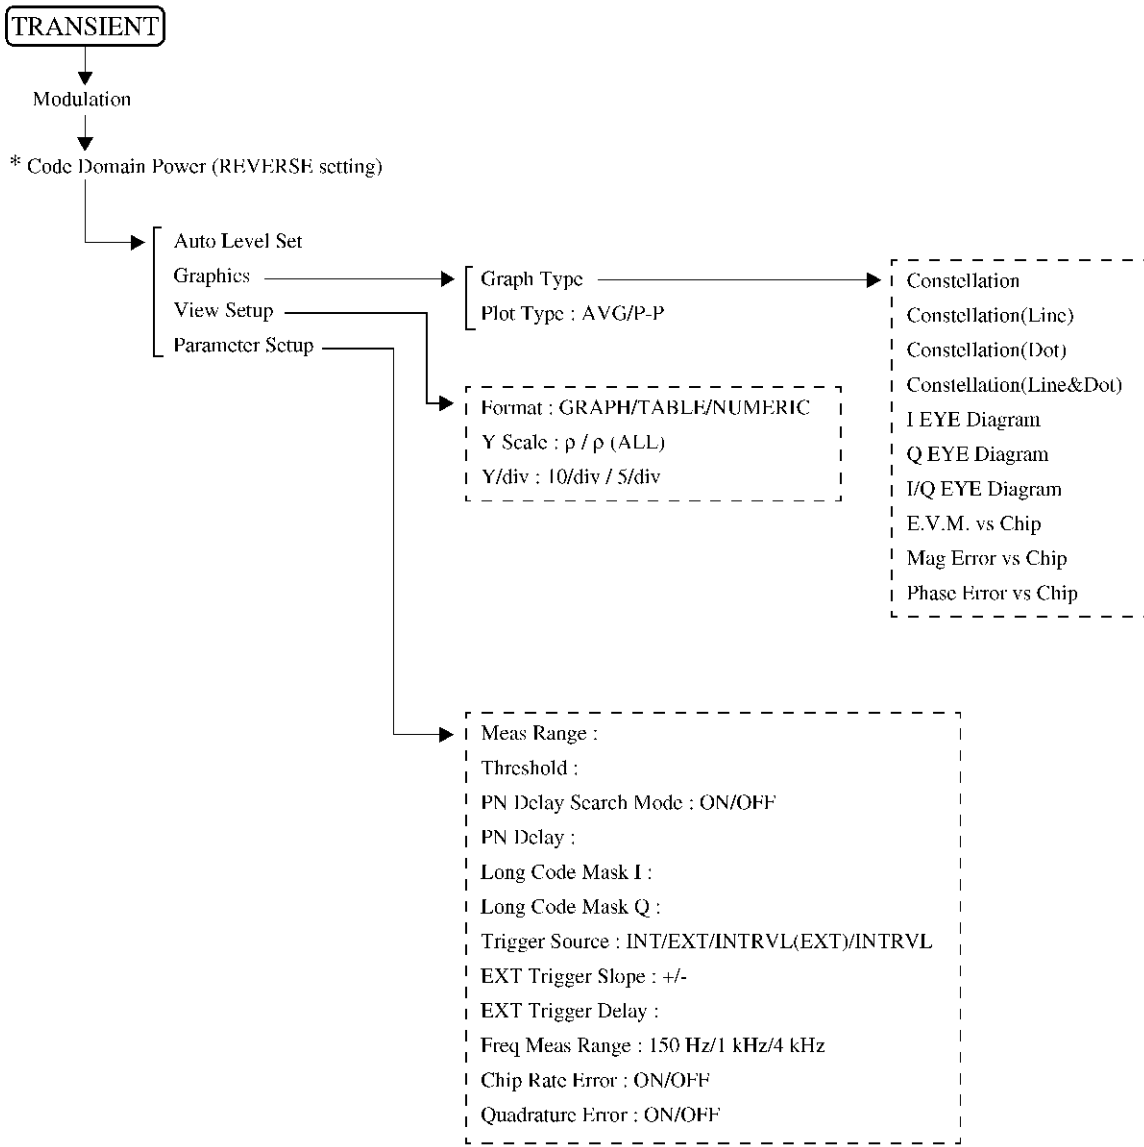 TRANSIENT
Modulation
* Code Domain Power (REVERSE setting)
Auto Level Set
Graphics
View Setup
Parameter Setup
Graph Type
Plot Type : AVG/P-P
Constellation
Constellation(Line)
Constellation(Dot)
Constellation(Line&Dot)
I EYE Diagram
Q EYE Diagram
I/Q EYE Diagram
E.V.M. vs Chip
Mag Error vs Chip
Phase Error vs Chip
Format : GRAPH/TABLE/NUMERIC
Y Scale : ρ / ρ (ALL)
Y/div : 10/div / 5/div
Meas Range :
Threshold :
PN Delay Search Mode : ON/OFF
PN Delay :
Long Code Mask I :
Long Code Mask Q :
Trigger Source : INT/EXT/INTRVL(EXT)/INTRVL
EXT Trigger Slope : +/-
EXT Trigger Delay :
Freq Meas Range : 150 Hz/1 kHz/4 kHz
Chip Rate Error : ON/OFF
Quadrature Error : ON/OFF